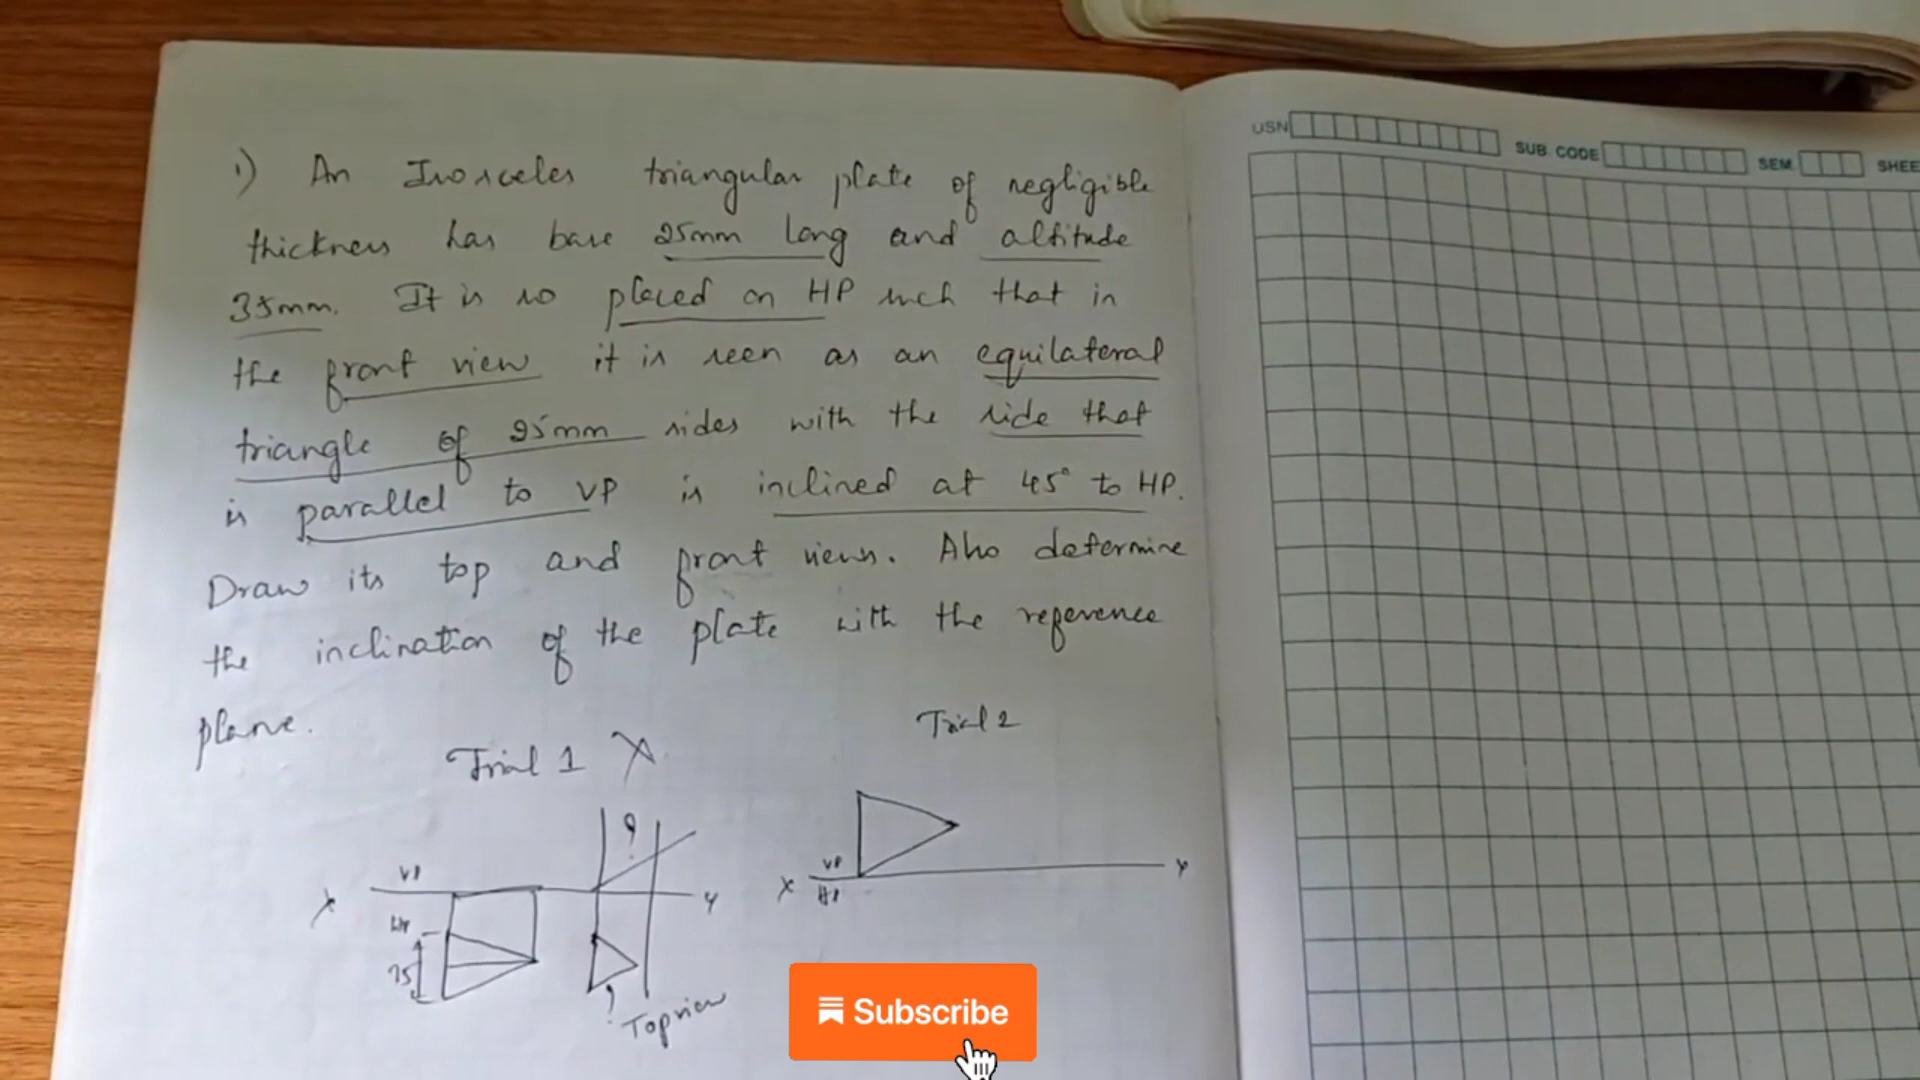 1) An Isosceles triangular plate of negligible
thickness has base 25mm long and altitude
35mm. It is so placed on HP such that in
the front view it is seen as an equilateral
triangle of 25mm sides with the side that
is parallel to VP is inclined at 45° to HP.
Draw its top and front views. Also determine
the inclination of the plate with the reference
plane.
Trial 1 X
Trial 2
VP
X
Y
HP
25
?
?
Top view
VP
X
HP
Y
USN
SUB. CODE
SEM
SHEE
Subscribe